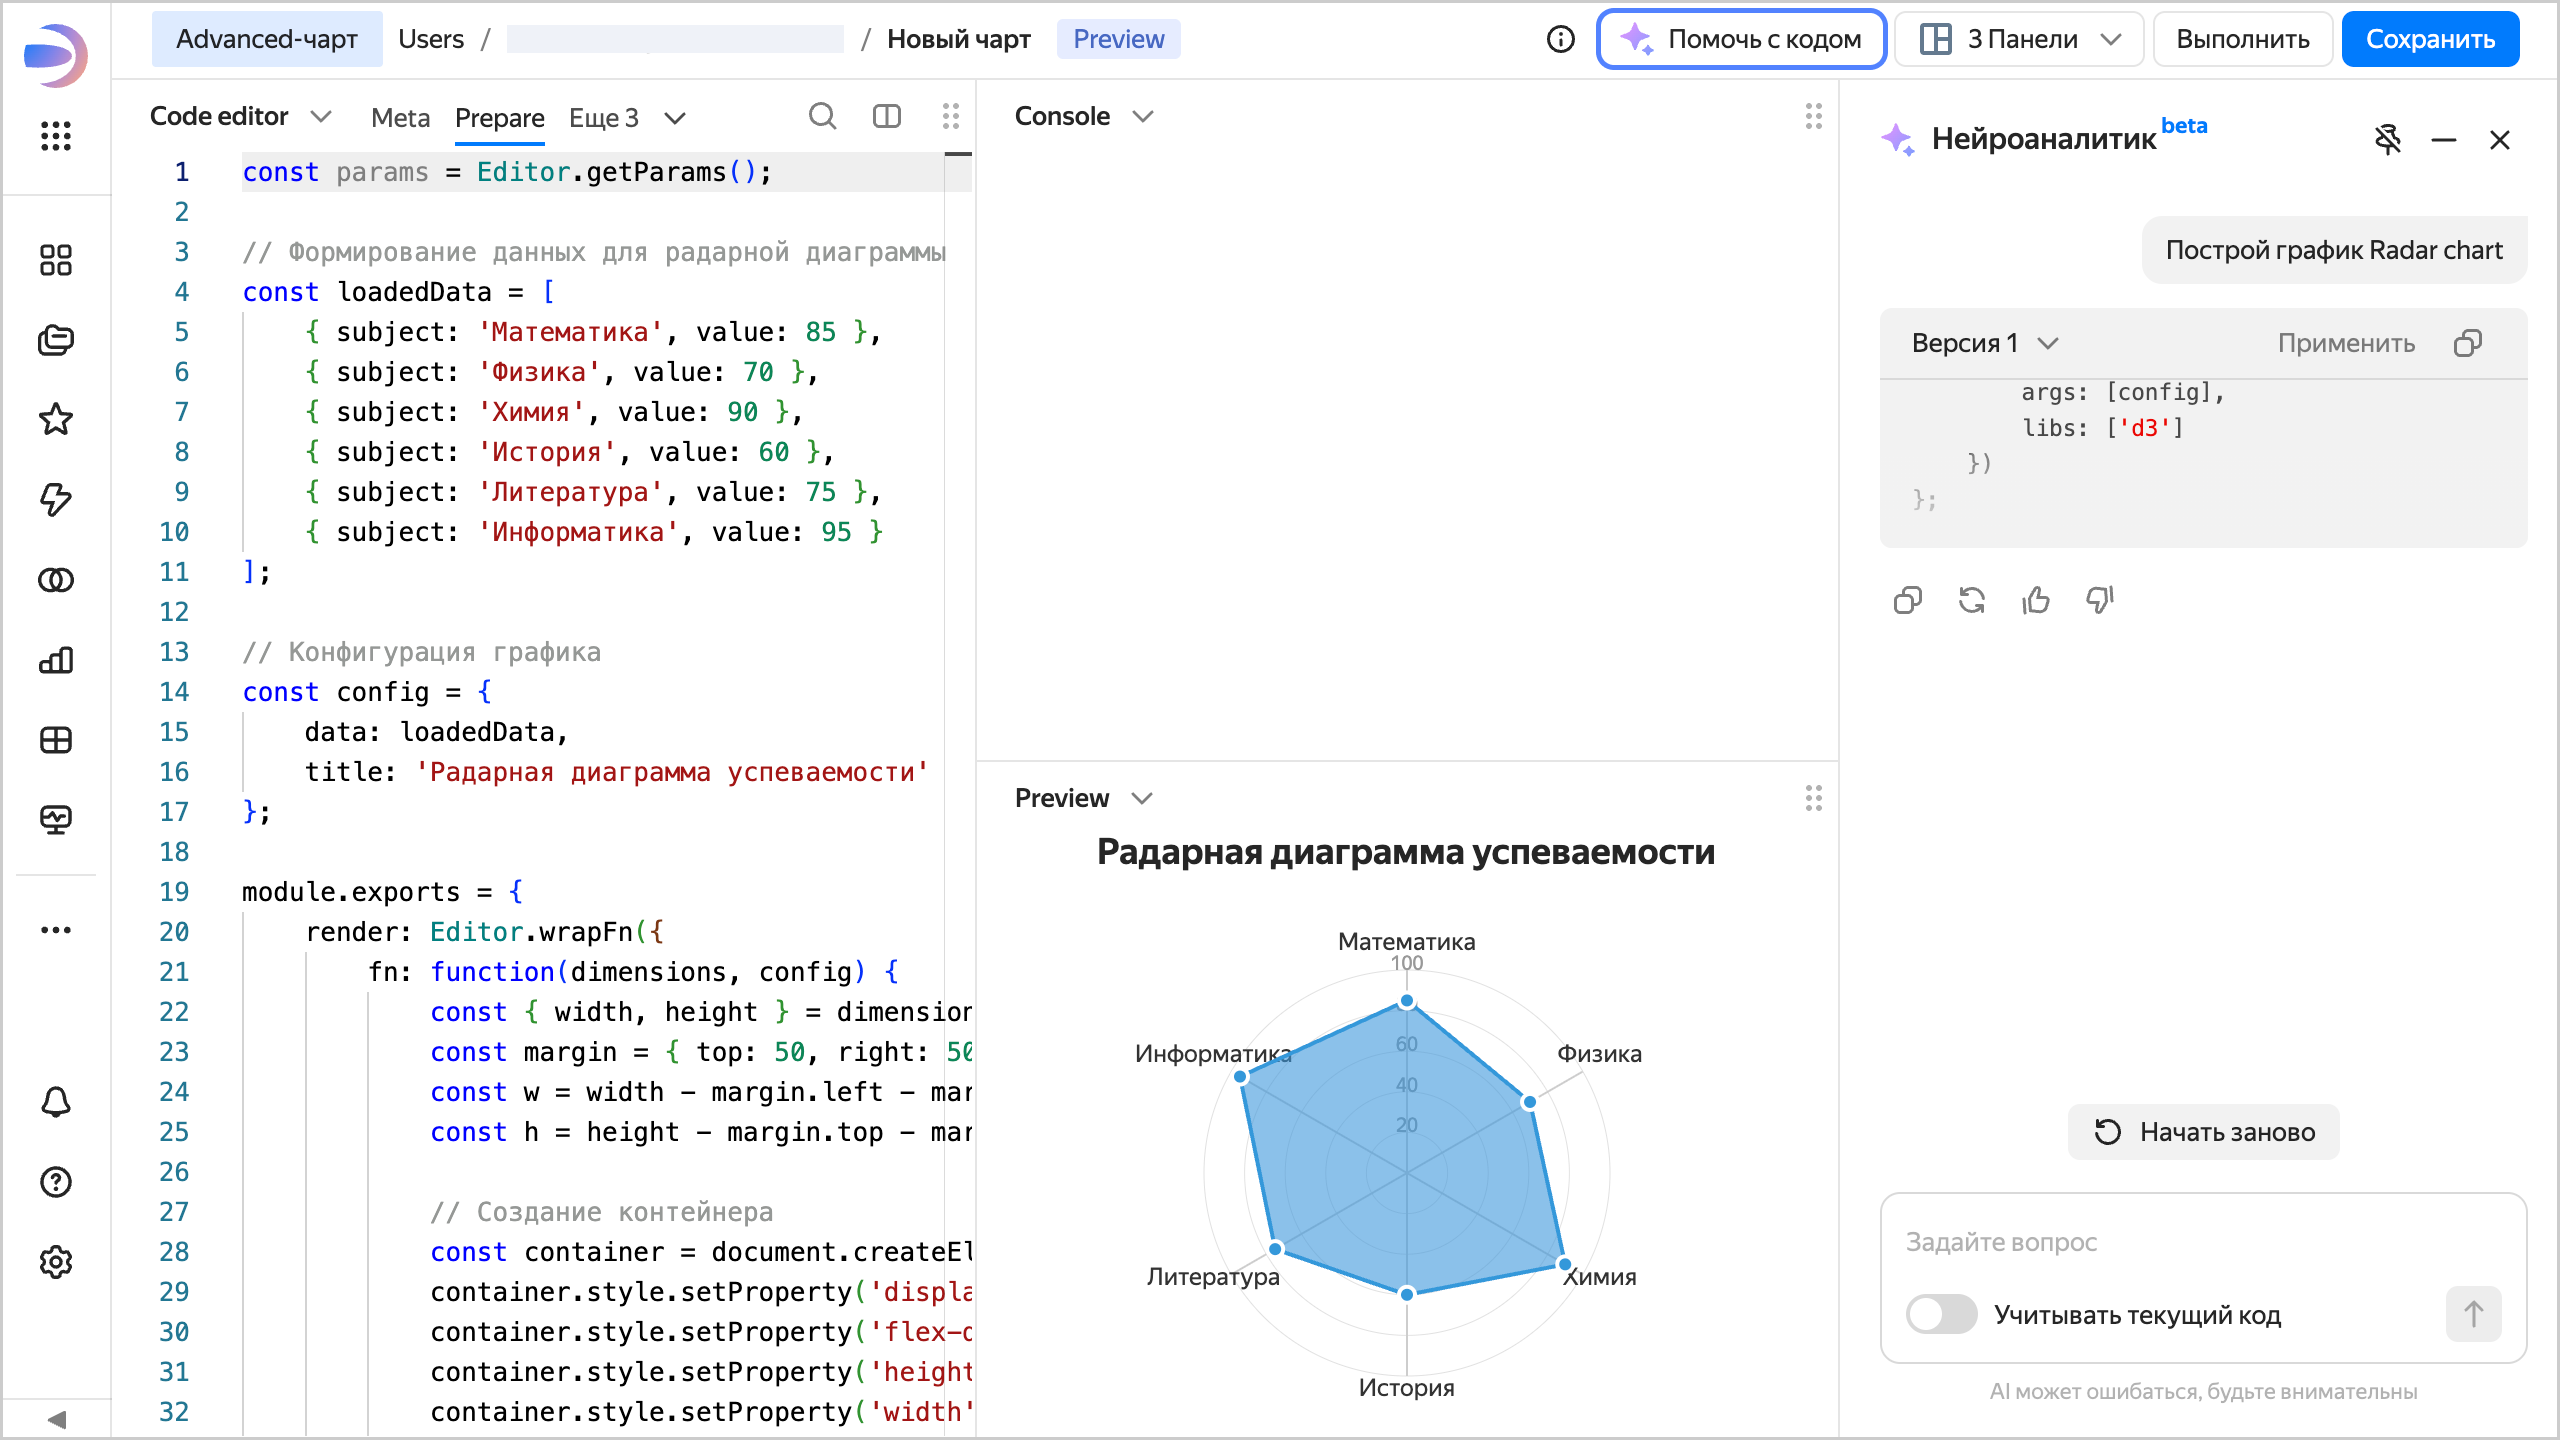 Advanced-чарт Users / / Новый чарт Preview
Помочь с кодом 3 Панели Выполнить Сохранить
Code editor Meta Prepare Еще 3
1 const params = Editor.getParams();
2
3 // Формирование данных для радарной диаграммы
4 const loadedData = [
5 { subject: 'Математика', value: 85 },
6 { subject: 'Физика', value: 70 },
7 { subject: 'Химия', value: 90 },
8 { subject: 'История', value: 60 },
9 { subject: 'Литература', value: 75 },
10 { subject: 'Информатика', value: 95 }
11 ];
12
13 // Конфигурация графика
14 const config = {
15 data: loadedData,
16 title: 'Радарная диаграмма успеваемости'
17 };
18
19 module.exports = {
20 render: Editor.wrapFn({
21 fn: function(dimensions, config) {
22 const { width, height } = dimension
23 const margin = { top: 50, right: 50
24 const w = width - margin.left - mar
25 const h = height - margin.top - mar
26
27 // Создание контейнера
28 const container = document.createEl
29 container.style.setProperty('displa
30 container.style.setProperty('flex-d
31 container.style.setProperty('height
32 container.style.setProperty('width'
Console
Preview
Радарная диаграмма успеваемости
Математика
100
Информатика
60
Физика
40
20
Литература
Химия
История
Нейроаналитик beta
Построй график Radar chart
Версия 1 Применить
args: [config],
libs: ['d3']
})
};
Начать заново
Задайте вопрос
Учитывать текущий код
AI может ошибаться, будьте внимательны